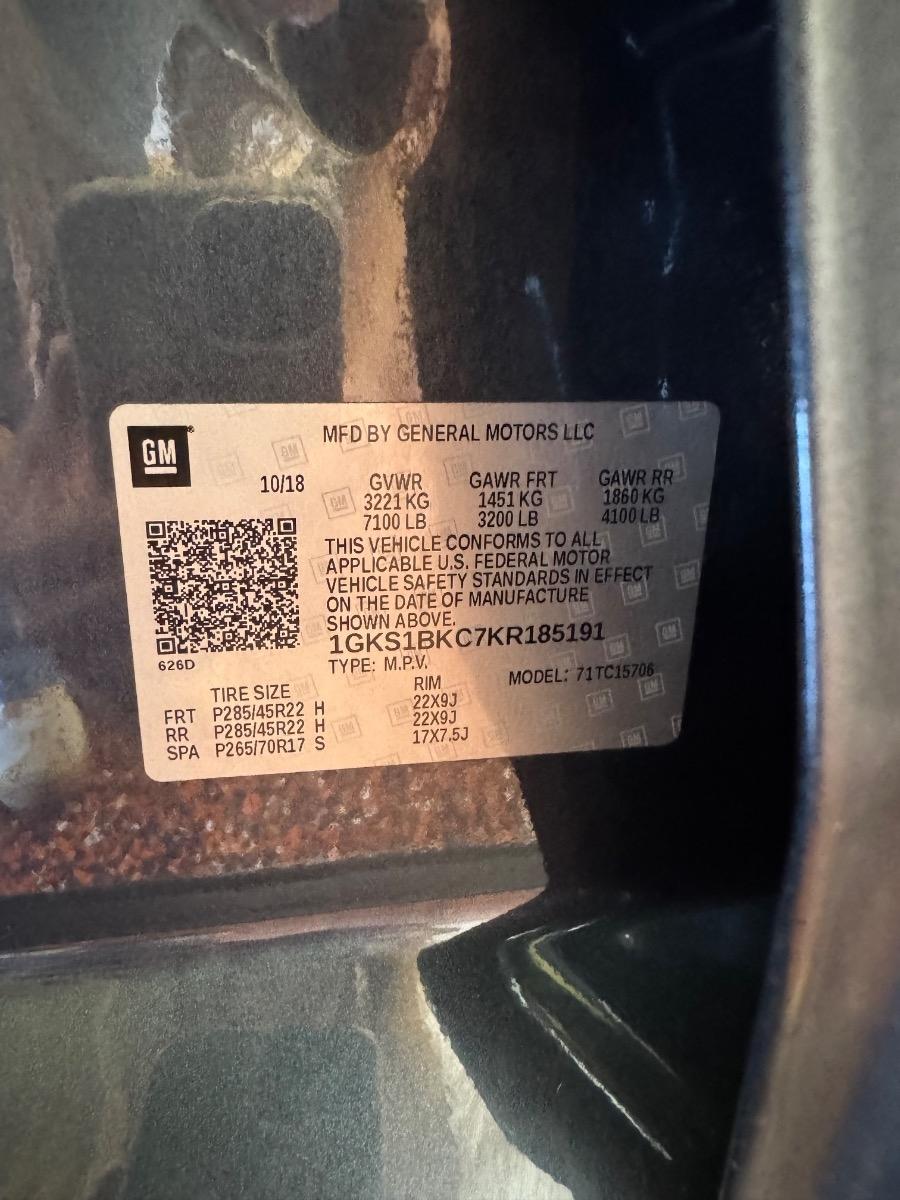 GM
MFD BY GENERAL MOTORS LLC
10/18
GVWR GAWR FRT GAWR RR
3221 KG 1451 KG 1860 KG
7100 LB 3200 LB 4100 LB
THIS VEHICLE CONFORMS TO ALL
APPLICABLE U.S. FEDERAL MOTOR
VEHICLE SAFETY STANDARDS IN EFFECT
ON THE DATE OF MANUFACTURE
SHOWN ABOVE.
1GKS1BKC7KR185191
626D
TYPE: M.P.V. MODEL: 71TC15706
TIRE SIZE RIM
FRT P285/45R22 H 22X9J
RR P285/45R22 H 22X9J
SPA P265/70R17 S 17X7.5J